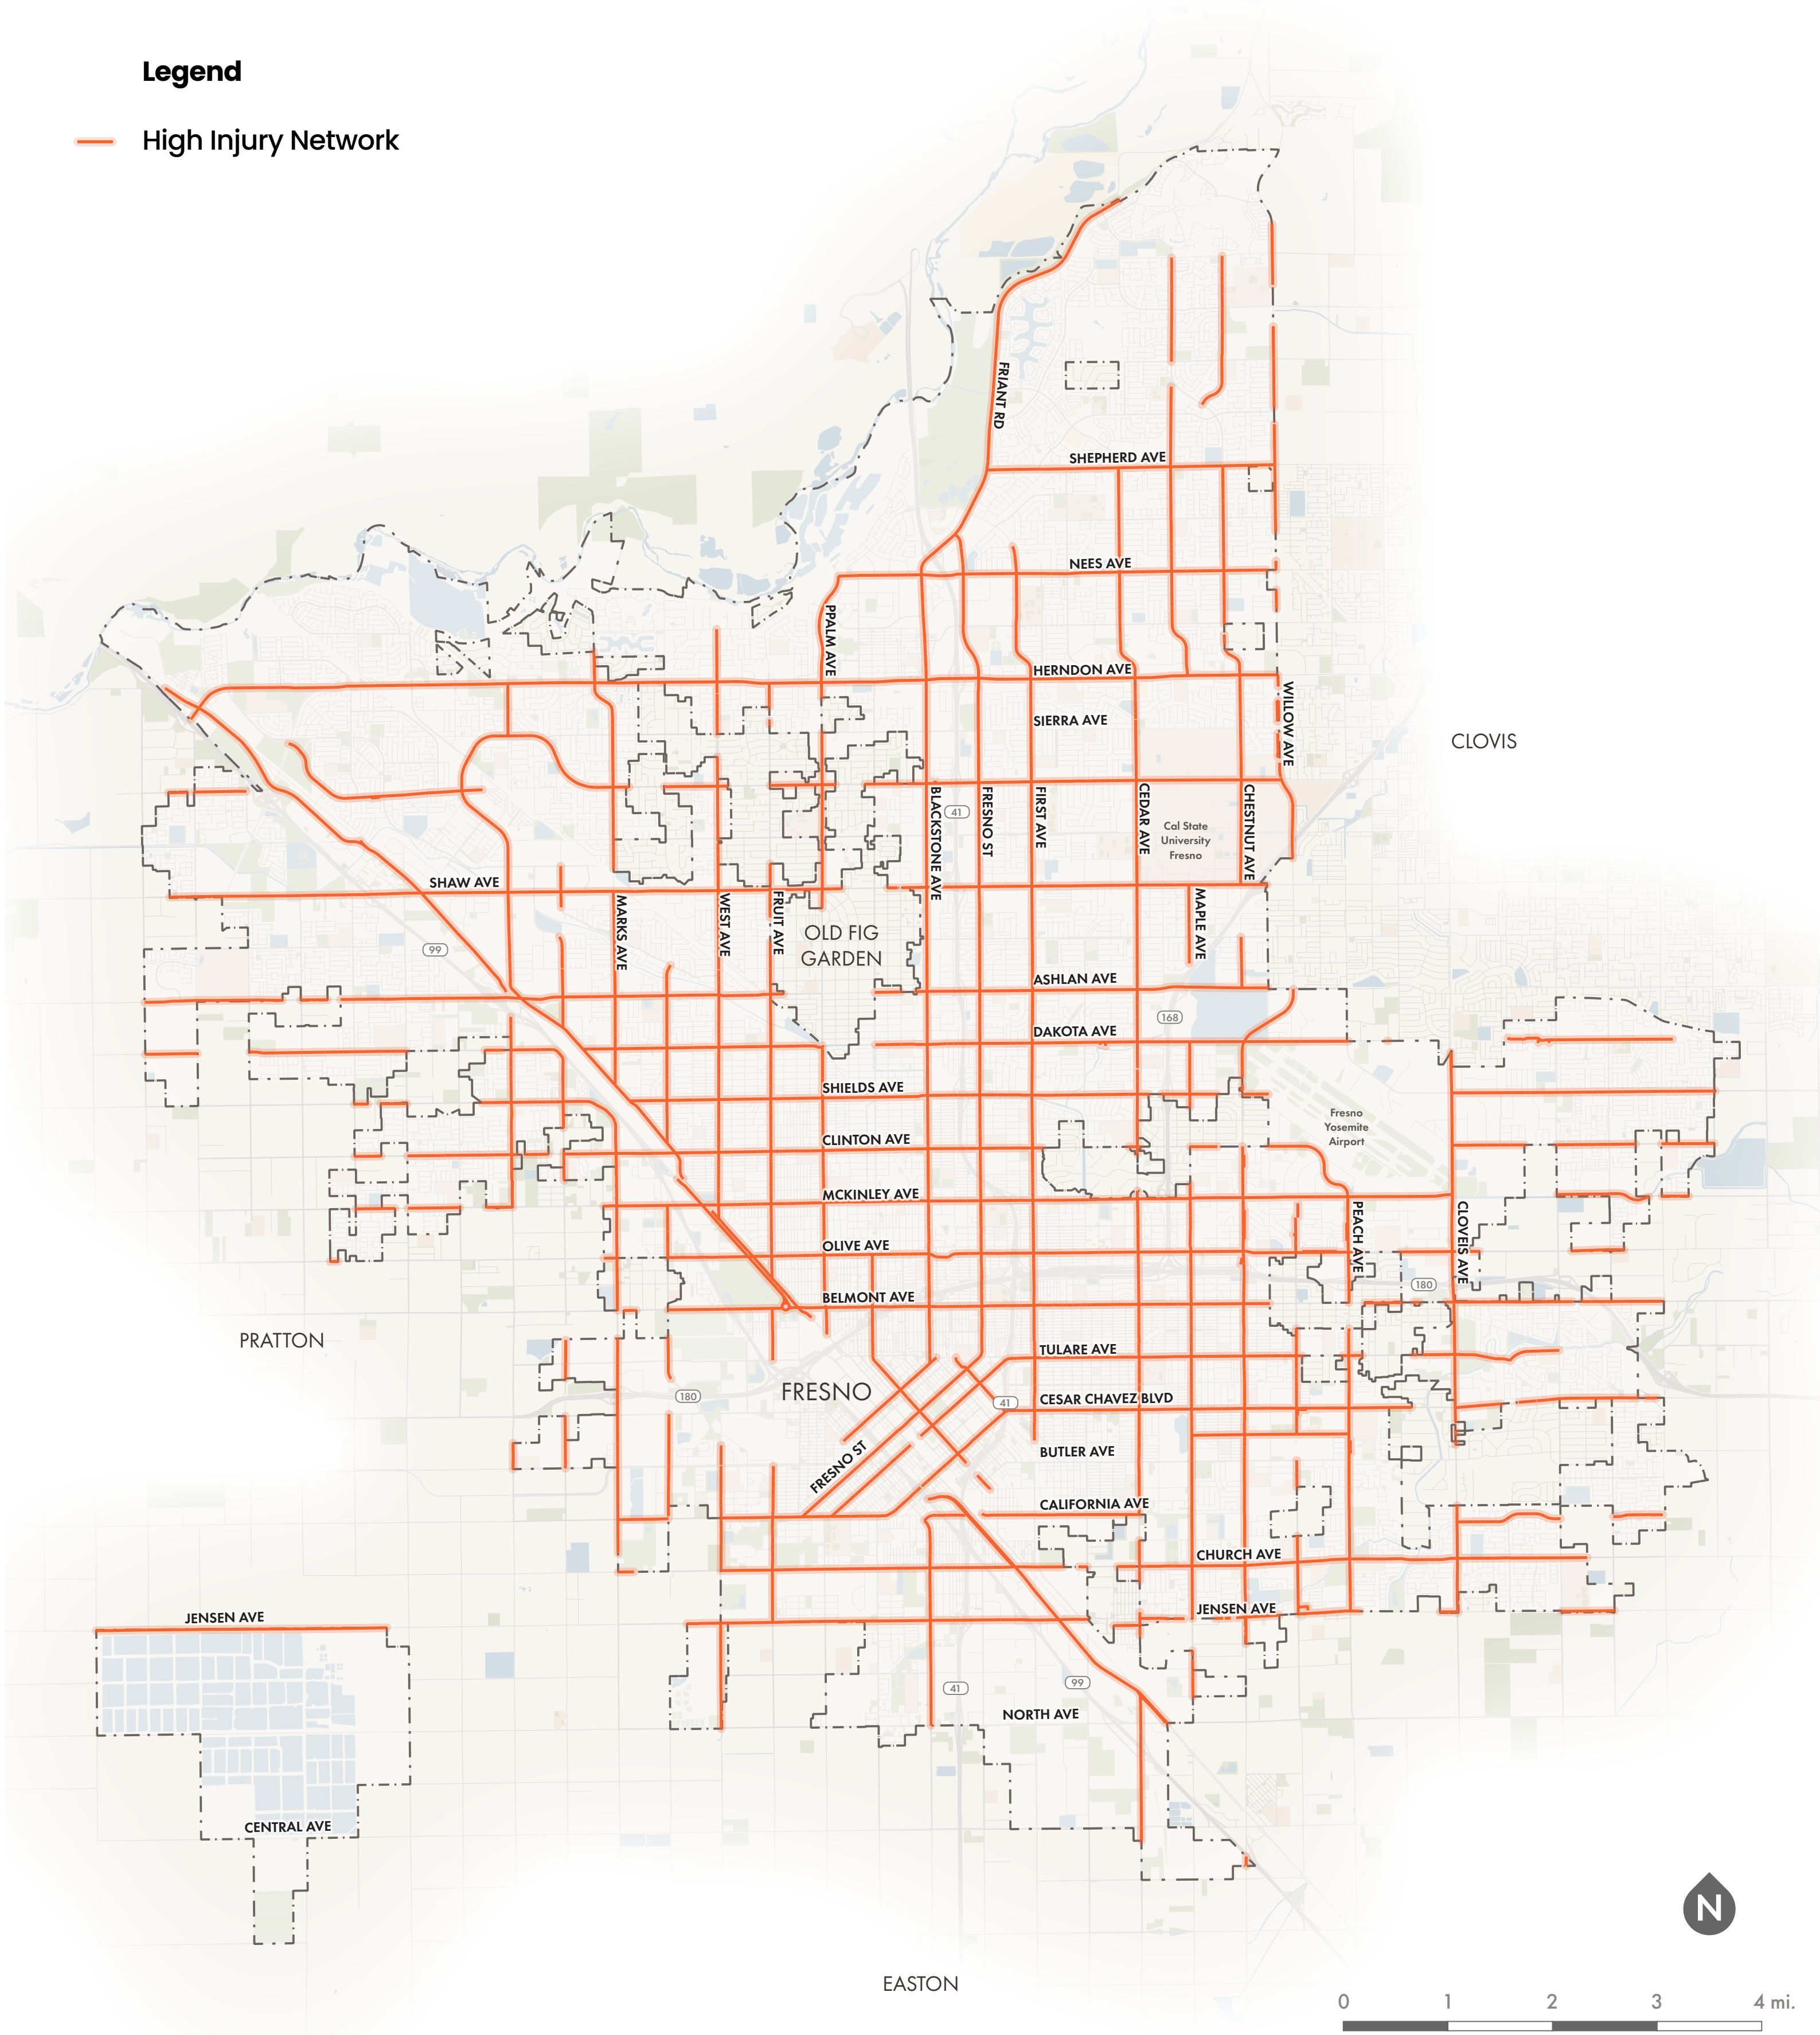 Legend
High Injury Network
FRIANT RD
SHEPHERD AVE
NEES AVE
PPALM AVE
HERNDON AVE
WILLOW AVE
SIERRA AVE
CLOVIS
BLACKSTONE AVE
41
FRESNO ST
FIRST AVE
CEDAR AVE
Cal State
University
Fresno
CHESTNUT AVE
SHAW AVE
MARKS AVE
WEST AVE
FRUIT AVE
MAPLE AVE
OLD FIG
GARDEN
99
ASHLAN AVE
168
DAKOTA AVE
SHIELDS AVE
Fresno
Yosemite
Airport
CLINTON AVE
MCKINLEY AVE
PEACH AVE
CLOVEIS AVE
OLIVE AVE
180
BELMONT AVE
PRATTON
TULARE AVE
FRESNO
180
41
CESAR CHAVEZ BLVD
FRESNO ST
BUTLER AVE
CALIFORNIA AVE
CHURCH AVE
JENSEN AVE
JENSEN AVE
41
99
NORTH AVE
CENTRAL AVE
N
EASTON
0 1 2 3 4 mi.